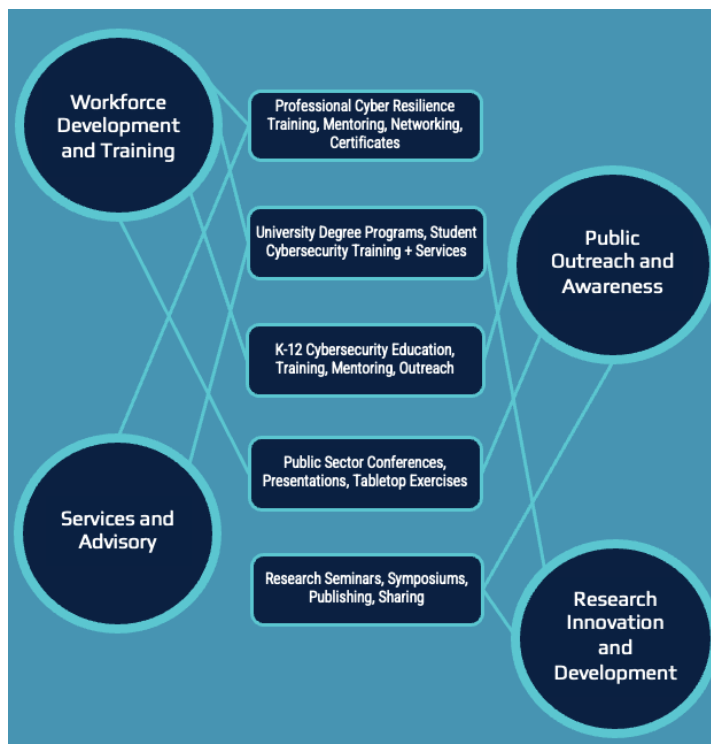 Workforce
Development
and Training
Professional Cyber Resilience
Training, Mentoring, Networking,
Certificates
University Degree Programs, Student
Cybersecurity Training + Services
Public
Outreach and
Awareness
K-12 Cybersecurity Education,
Training, Mentoring, Outreach
Public Sector Conferences,
Presentations, Tabletop Exercises
Services and
Advisory
Research Seminars, Symposiums,
Publishing, Sharing
Research
Innovation
and
Development